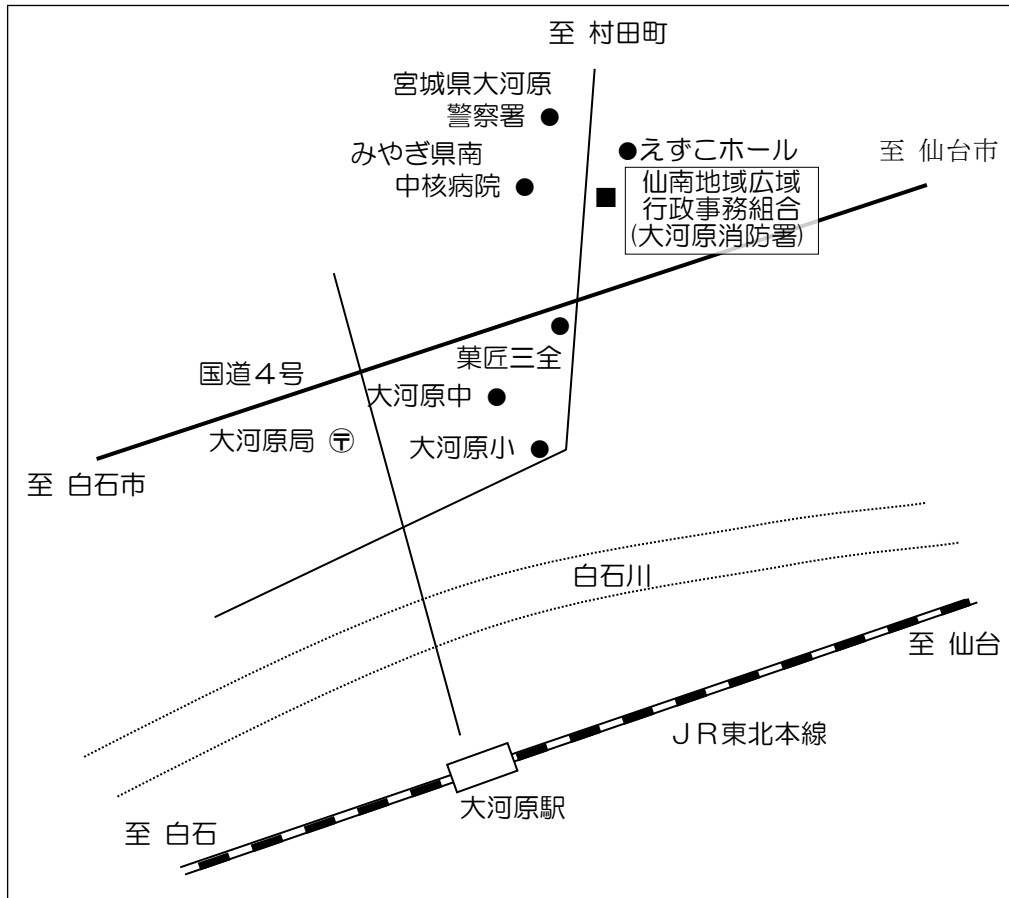 至 村田町
宮城県大河原
警察署
みやぎ県南
中核病院
えずこホール
至 仙台市
仙南地域広域
行政事務組合
(大河原消防署)
菓匠三全
国道4号
大河原中
大河原局 〶
大河原小
至 白石市
白石川
至 仙台
JR東北本線
大河原駅
至 白石